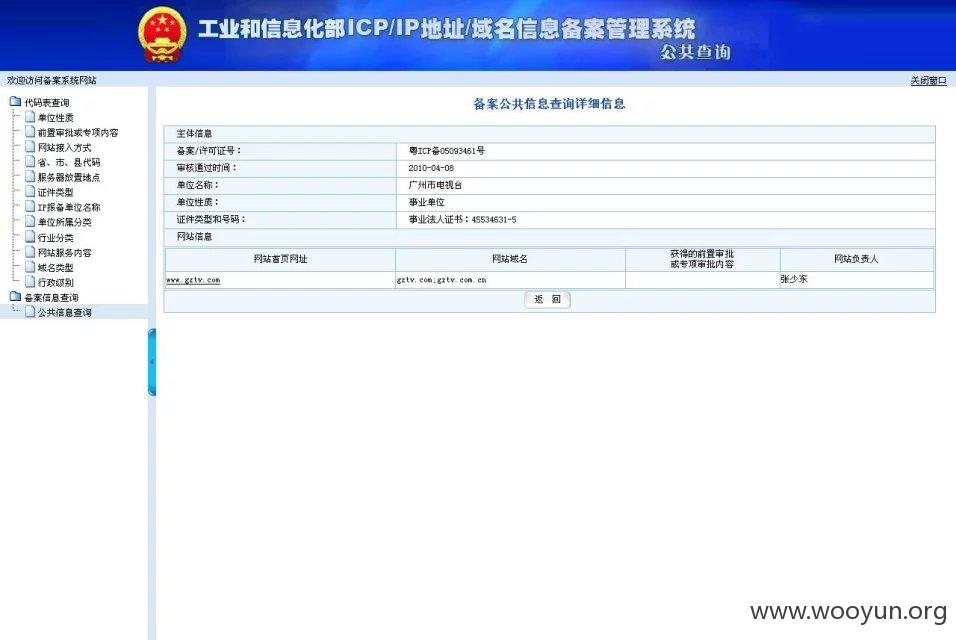 工业和信息化部ICP/IP地址/域名信息备案管理系统
公共查询
欢迎访问备案系统网站
关闭窗口
代码表查询
单位性质
前置审批或专项内容
网站接入方式
省、市、县代码
服务器放置地点
证件类型
IP报备单位名称
单位所属分类
行业分类
网站服务内容
域名类型
行政级别
备案信息查询
公共信息查询
备案公共信息查询详细信息
主体信息
备案/许可证号： 粤ICP备05093461号
审核通过时间： 2010-04-08
单位名称： 广州市电视台
单位性质： 事业单位
证件类型和号码： 事业法人证书：45534631-5
网站信息
网站首页网址 网站域名 获得的前置审批 网站负责人
或专项审批内容
www.gztv.com gztv.com;gztv.com.cn 张少东
返 回
www.wooyun.org